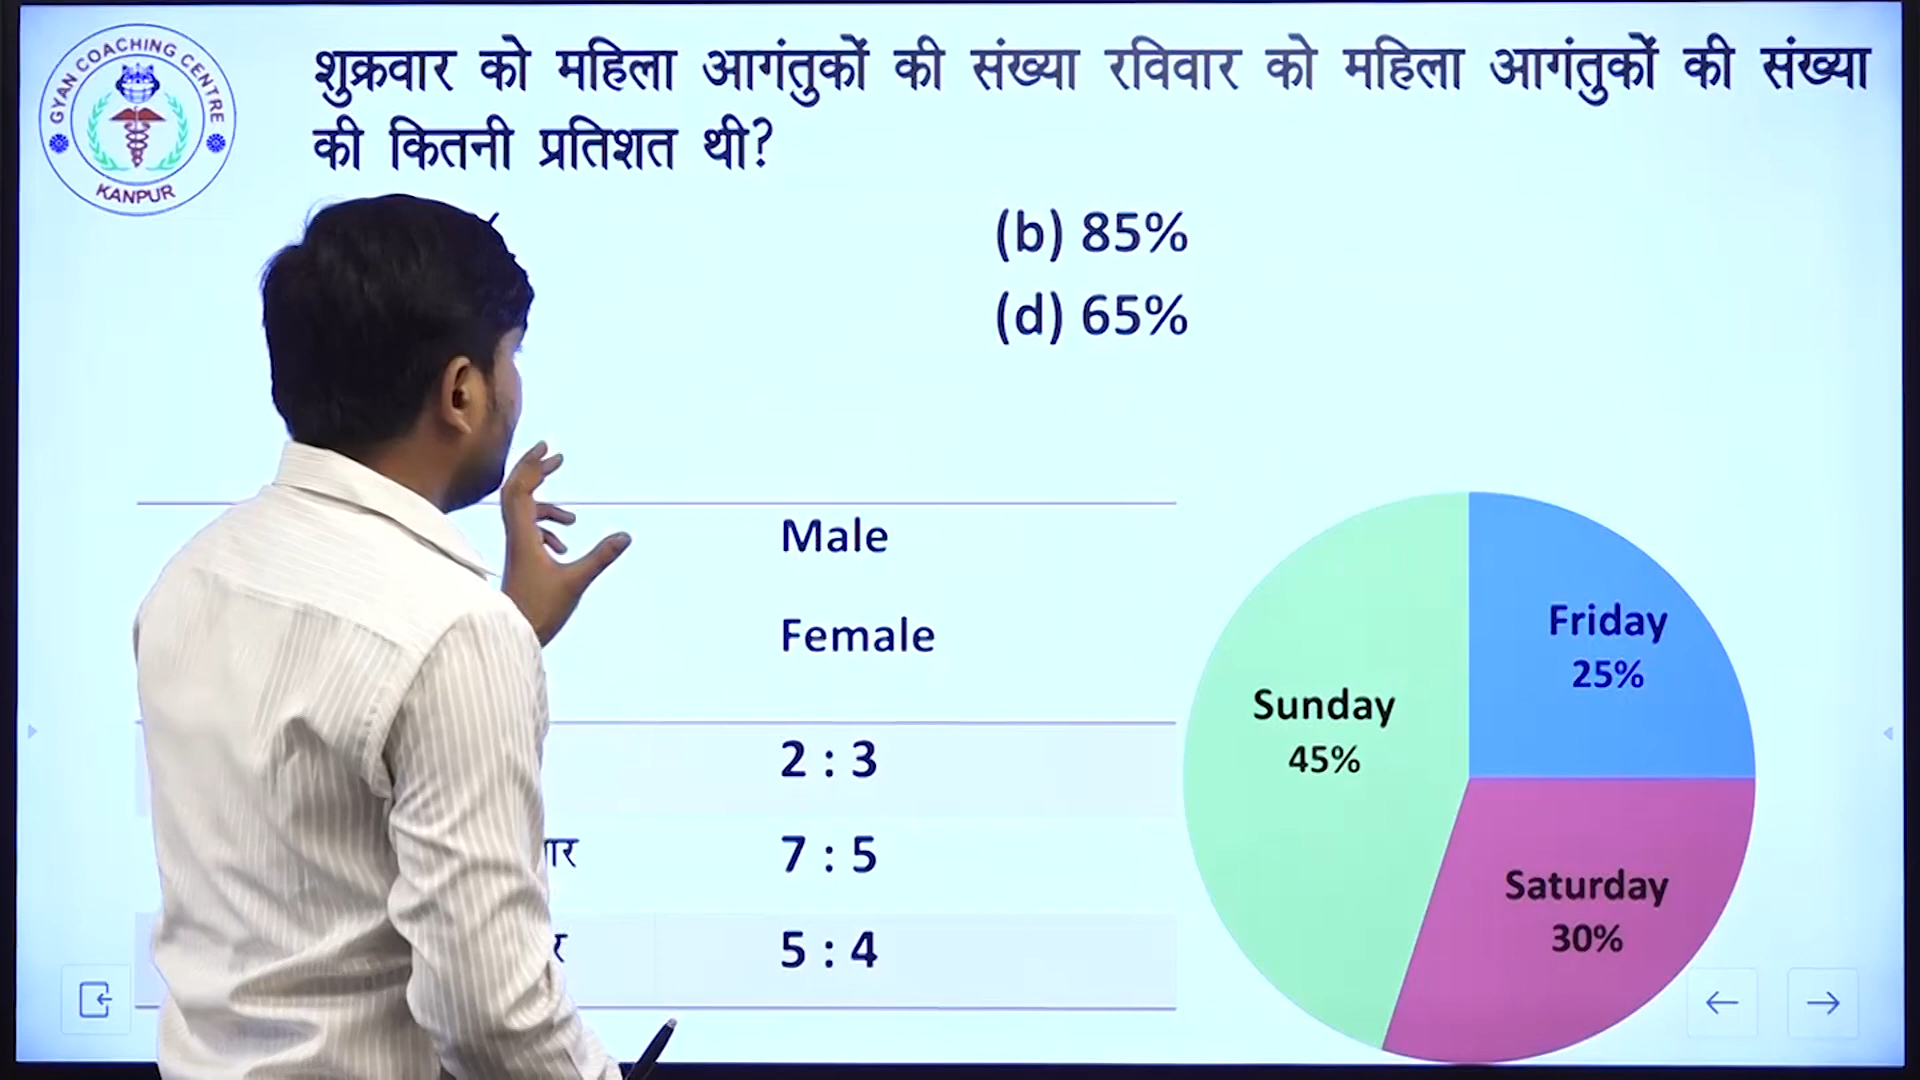 GYAN COACHING CENTRE
KANPUR
शुक्रवार को महिला आगंतुकों की संख्या रविवार को महिला आगंतुकों की संख्या
की कितनी प्रतिशत थी?
(b) 85%
(d) 65%
Male
Female
2 : 3
7 : 5
5 : 4
Friday
25%
Sunday
45%
Saturday
30%